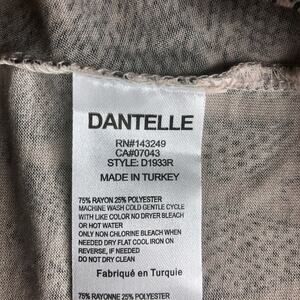 DANTELLE
RN#143249
CA#07043
STYLE: D1933R
MADE IN TURKEY
75% RAYON 25% POLYESTER
MACHINE WASH COLD GENTLE CYCLE
WITH LIKE COLOR NO DRYER BLEACH
OR HOT WATER
ONLY NON CHLORINE BLEACH WHEN
NEEDED DRY FLAT COOL IRON ON
REVERSE, IF NEEDED
DO NOT DRY CLEAN
Fabriqué en Turquie
75% RAYONNE 25% POLYESTER